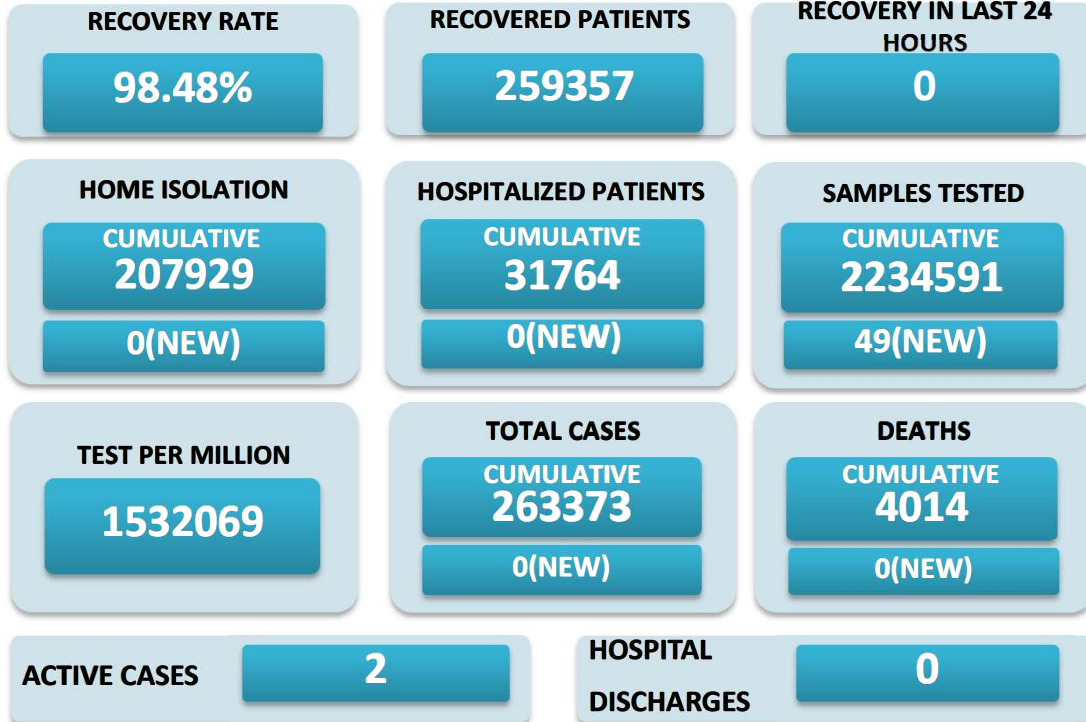 RECOVERY RATE
98.48%
RECOVERED PATIENTS
259357
RECOVERY IN LAST 24
HOURS
0
HOME ISOLATION
CUMULATIVE
207929
0(NEW)
HOSPITALIZED PATIENTS
CUMULATIVE
31764
0(NEW)
SAMPLES TESTED
CUMULATIVE
2234591
49(NEW)
TEST PER MILLION
1532069
TOTAL CASES
CUMULATIVE
263373
0(NEW)
DEATHS
CUMULATIVE
4014
0(NEW)
ACTIVE CASES
2
HOSPITAL
DISCHARGES
0